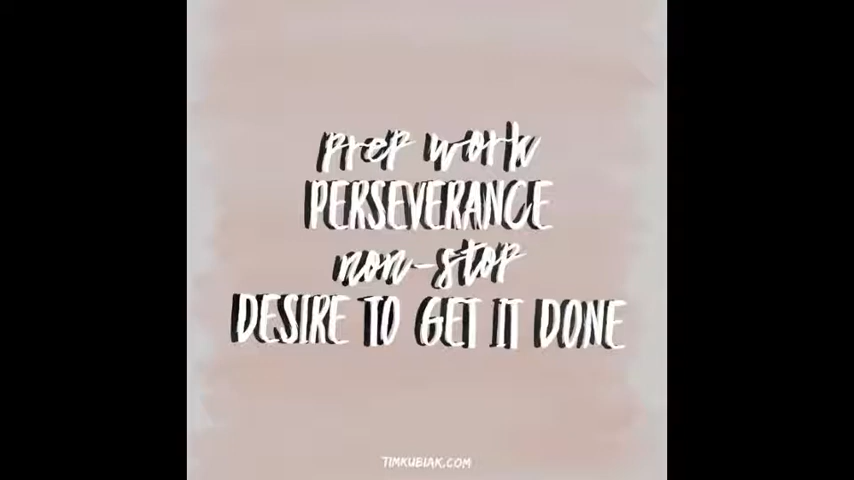 prep work
PERSEVERANCE
non-stop
DESIRE TO GET IT DONE
TIMKUBIAK.COM